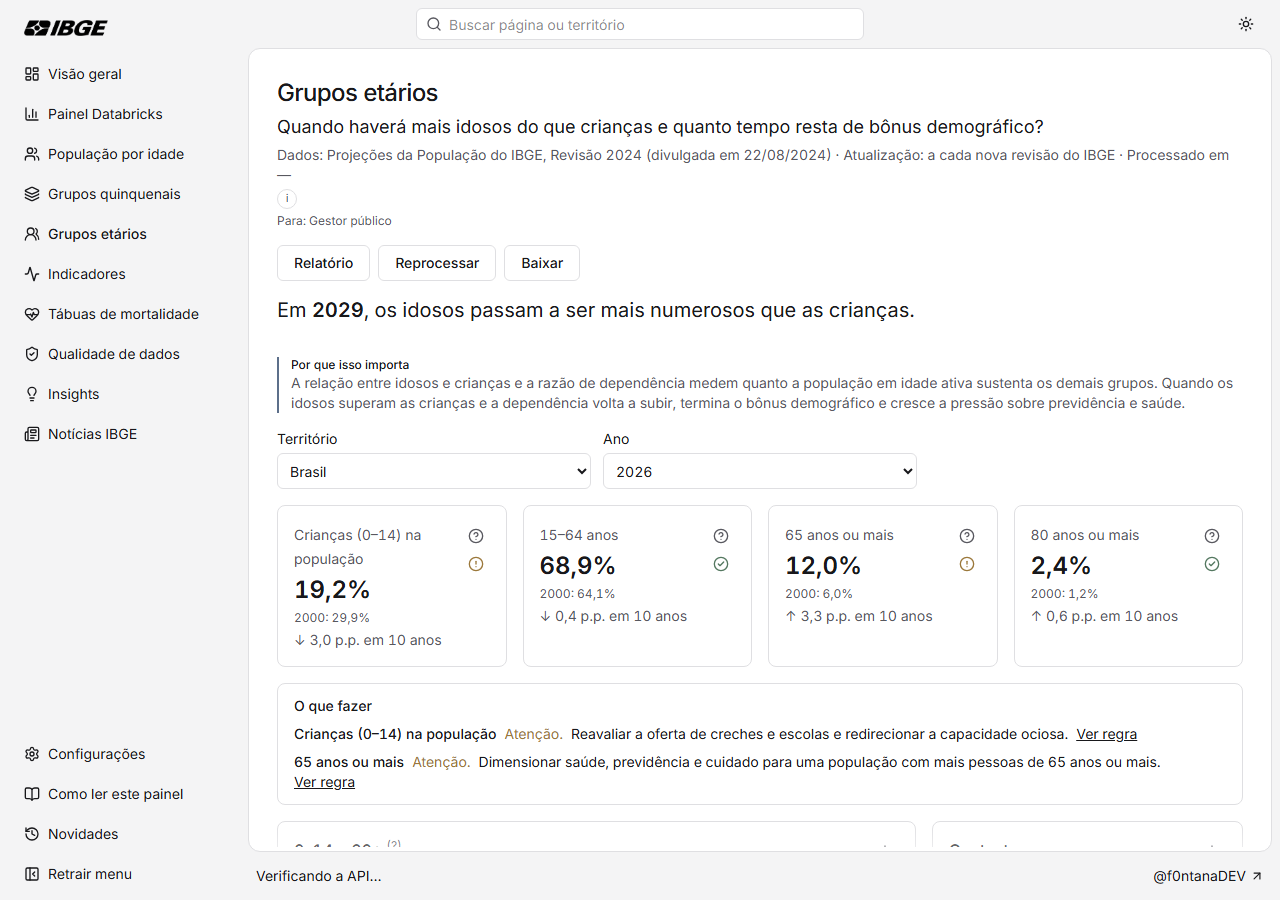 IBGE
Buscar página ou território
Visão geral
Painel Databricks
População por idade
Grupos quinquenais
Grupos etários
Indicadores
Tábuas de mortalidade
Qualidade de dados
Insights
Notícias IBGE
Configurações
Como ler este painel
Novidades
Retrair menu
Grupos etários
Quando haverá mais idosos do que crianças e quanto tempo resta de bônus demográfico?
Dados: Projeções da População do IBGE, Revisão 2024 (divulgada em 22/08/2024) · Atualização: a cada nova revisão do IBGE · Processado em
—
i
Para: Gestor público
Relatório
Reprocessar
Baixar
Em 2029, os idosos passam a ser mais numerosos que as crianças.
Por que isso importa
A relação entre idosos e crianças e a razão de dependência medem quanto a população em idade ativa sustenta os demais grupos. Quando os
idosos superam as crianças e a dependência volta a subir, termina o bônus demográfico e cresce a pressão sobre previdência e saúde.
Território
Ano
Brasil
2026
Crianças (0–14) na
população
19,2%
2000: 29,9%
↓ 3,0 p.p. em 10 anos
15–64 anos
68,9%
2000: 64,1%
↓ 0,4 p.p. em 10 anos
65 anos ou mais
12,0%
2000: 6,0%
↑ 3,3 p.p. em 10 anos
80 anos ou mais
2,4%
2000: 1,2%
↑ 0,6 p.p. em 10 anos
O que fazer
Crianças (0–14) na população Atenção. Reavaliar a oferta de creches e escolas e redirecionar a capacidade ociosa. Ver regra
65 anos ou mais Atenção. Dimensionar saúde, previdência e cuidado para uma população com mais pessoas de 65 anos ou mais.
Ver regra
(2)
Verificando a API...
@f0ntanaDEV ↗